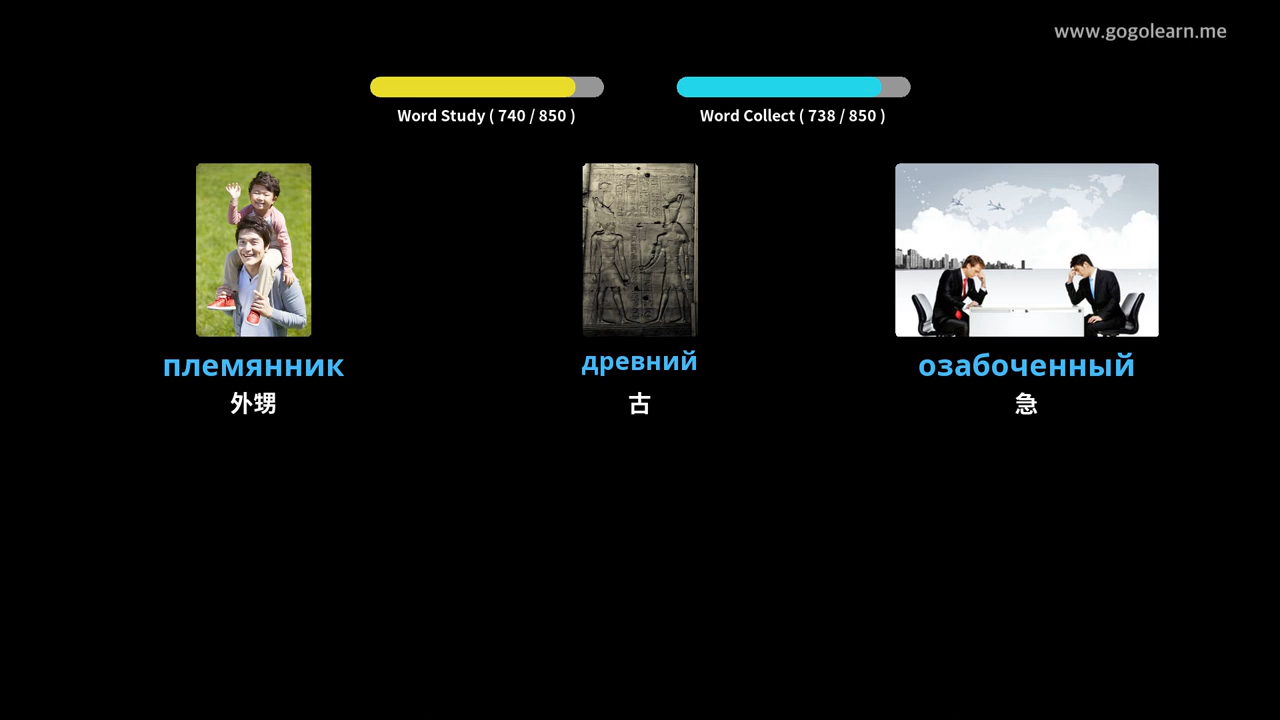 www.gogolearn.me
Word Study ( 740 / 850 )
Word Collect ( 738 / 850 )
племянник
древний
озабоченный
外甥
古
急